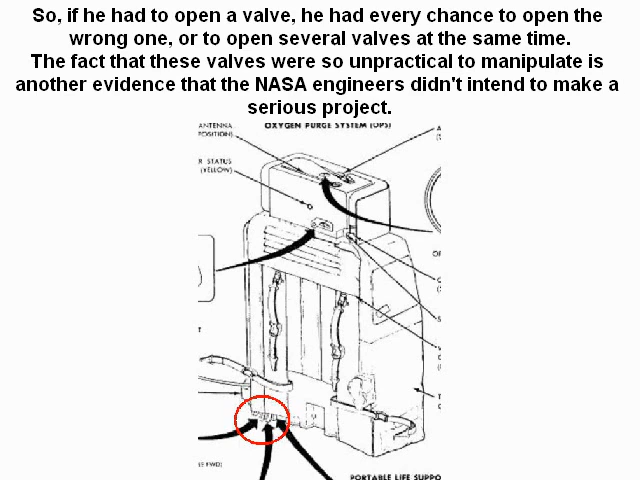 So, if he had to open a valve, he had every chance to open the
wrong one, or to open several valves at the same time.
The fact that these valves were so unpractical to manipulate is
another evidence that the NASA engineers didn't intend to make a
serious project.
ANTENNA
OXYGEN PURGE SYSTEM (OPS)
POSITION)
R STATUS
(YELLOW)
PORTABLE LIFE SUPPO